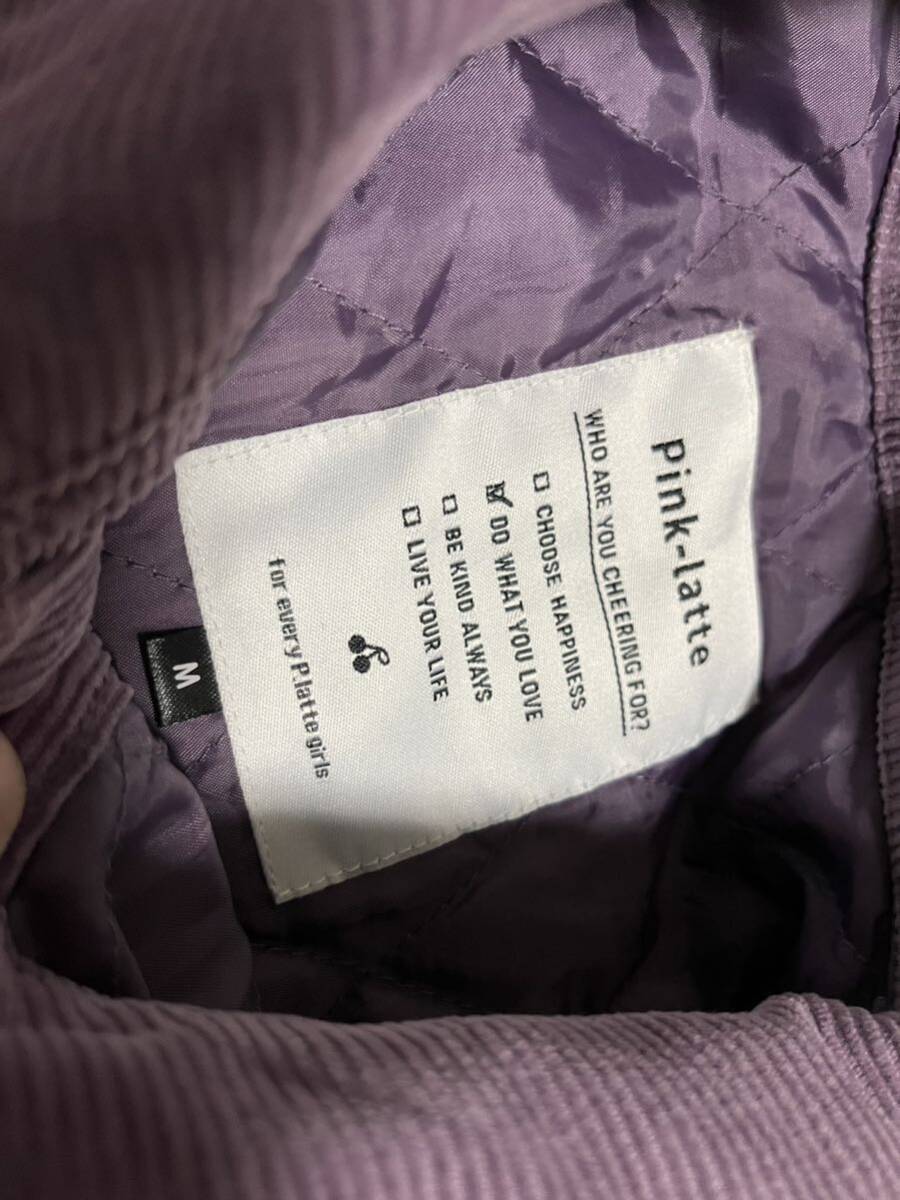 pink-latte
WHO ARE YOU CHEERING FOR?
☐ CHOOSE HAPPINESS
☑ DO WHAT YOU LOVE
☐ BE KIND ALWAYS
☐ LIVE YOUR LIFE
for every P.latte girls
M